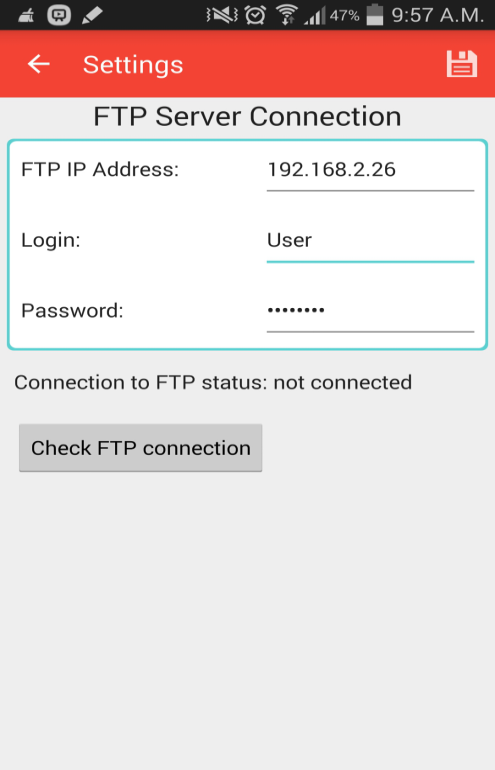 47% 9:57 A.M.
Settings
FTP Server Connection
FTP IP Address: 192.168.2.26
Login: User
Password: ••••••••
Connection to FTP status: not connected
Check FTP connection